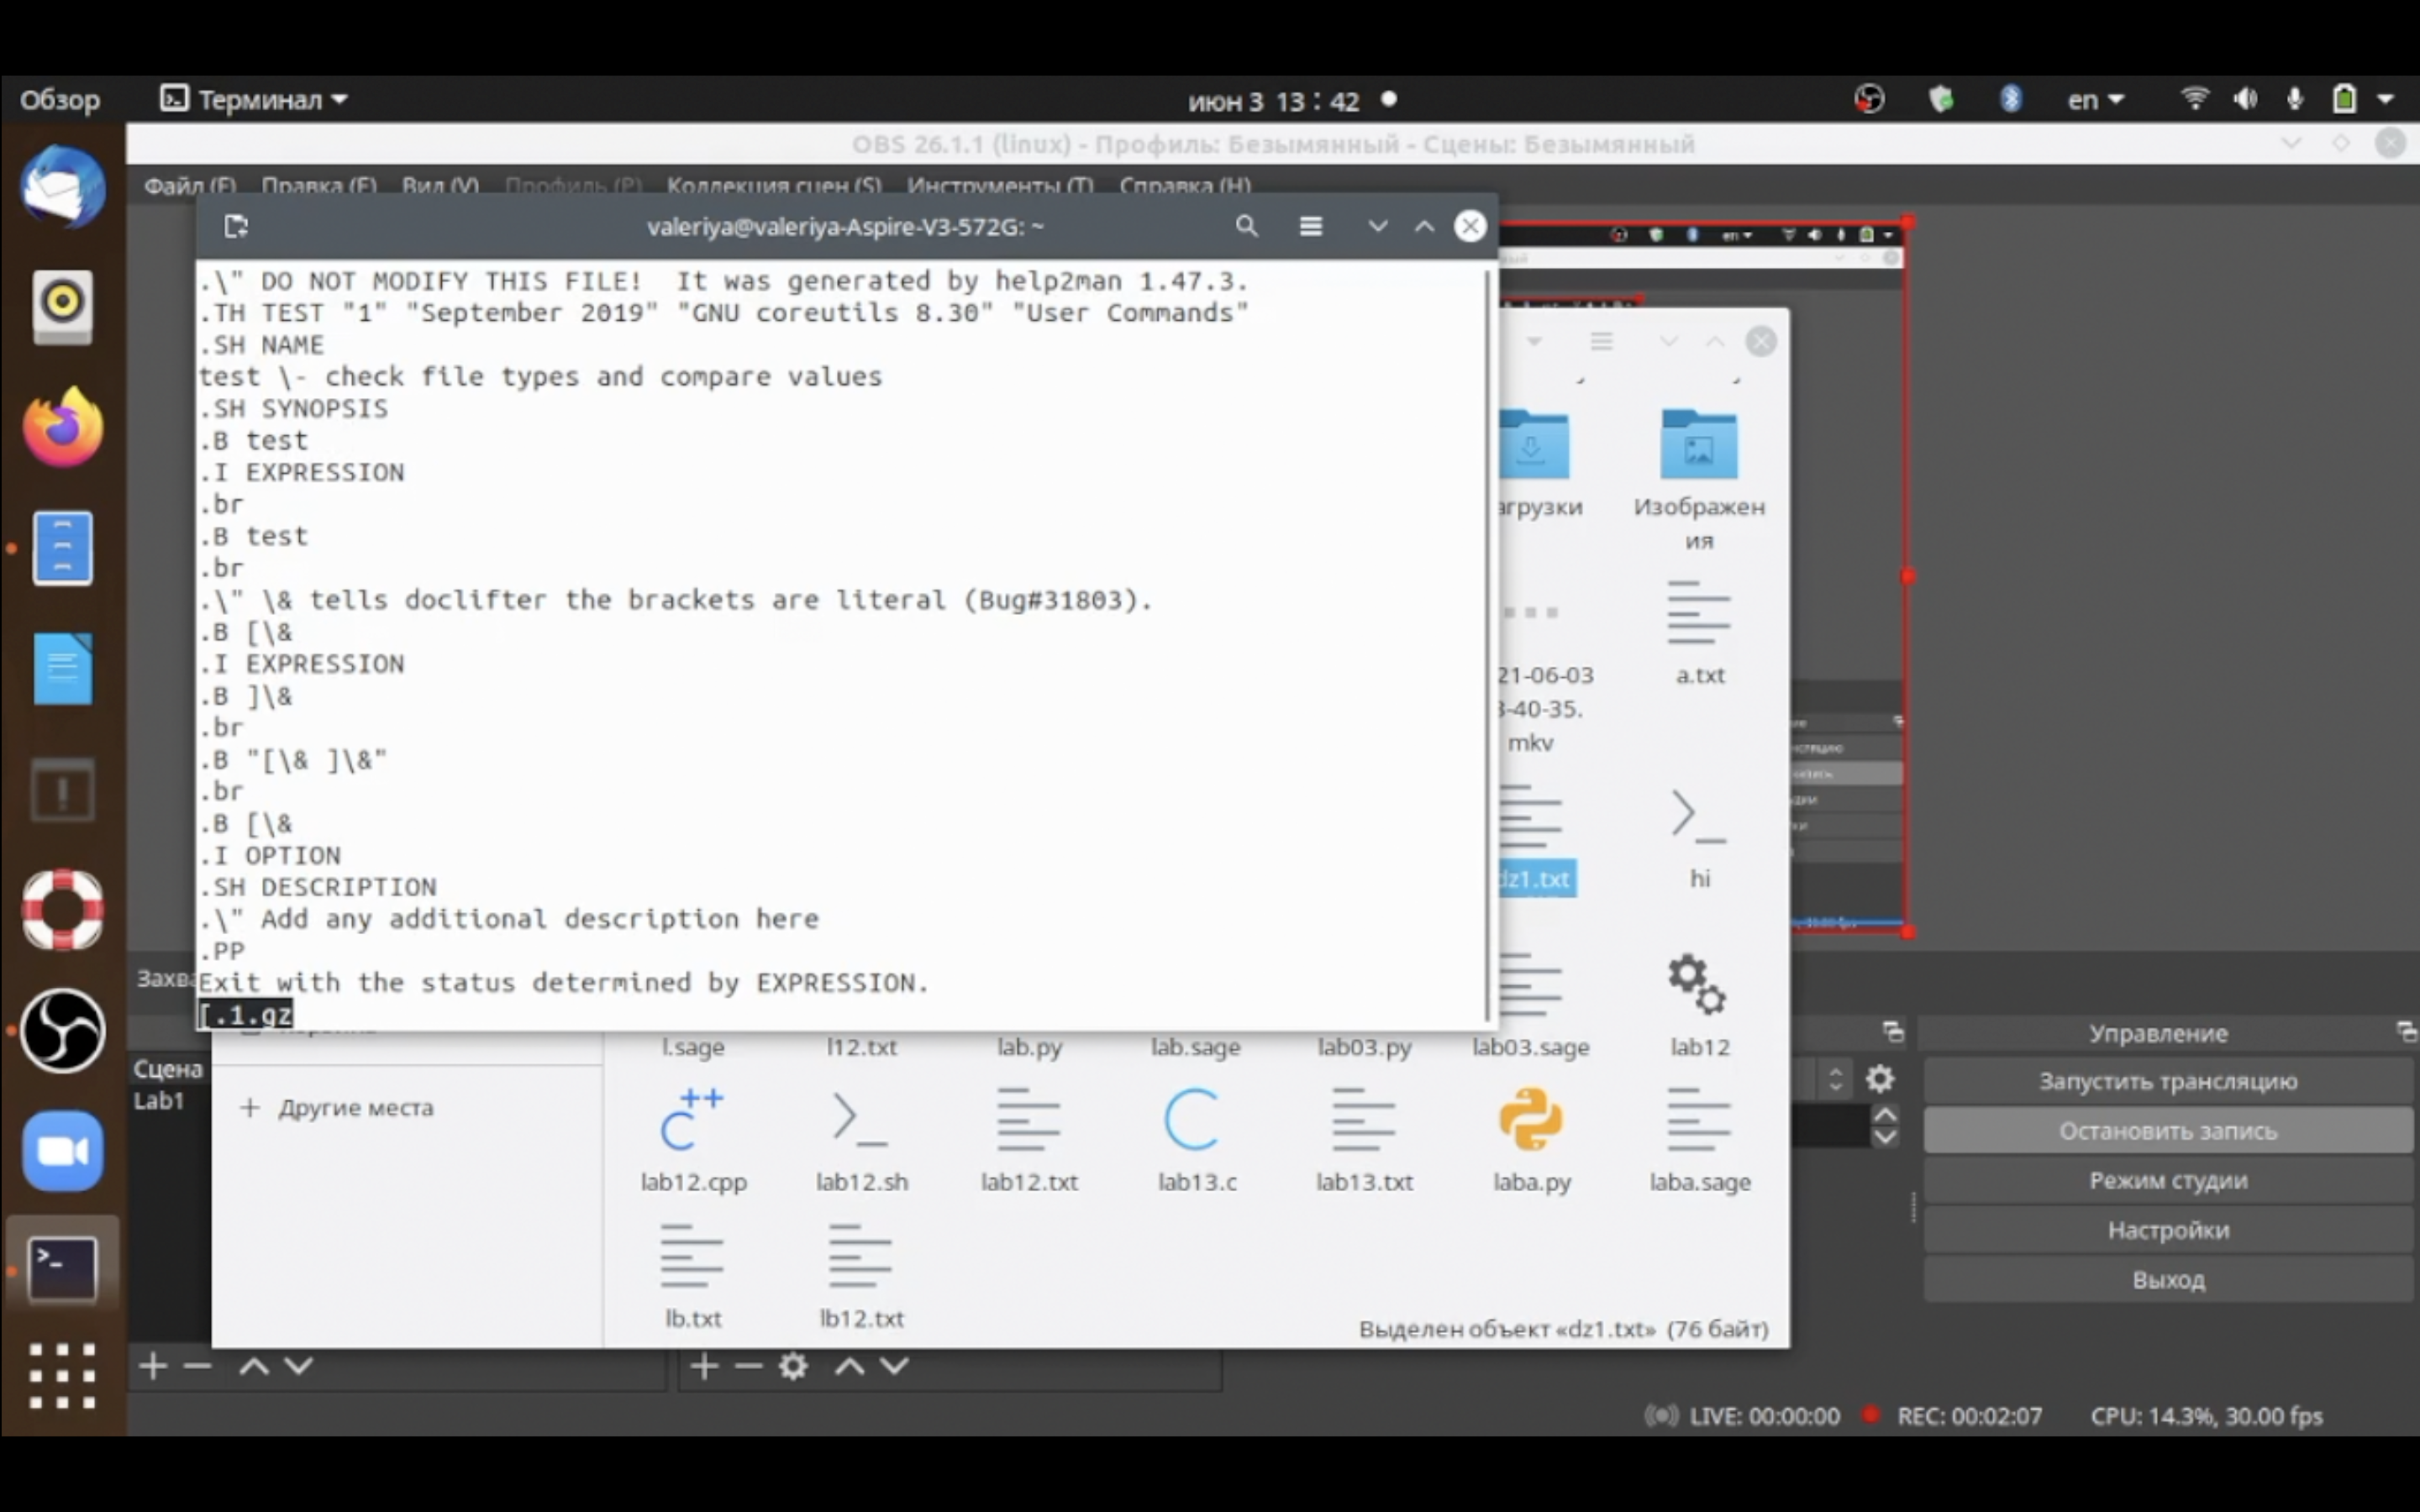 Обзор
Терминал
июн 3 13 : 42
en
OBS 26.1.1 (linux) - Профиль: Безымянный - Сцены: Безымянный
Файл (F) Правка (E) Вид (V) Профиль (P) Коллекция сцен (S) Инструменты (T) Справка (H)
valeriya@valeriya-Aspire-V3-572G: ~
.\" DO NOT MODIFY THIS FILE!  It was generated by help2man 1.47.3.
.TH TEST "1" "September 2019" "GNU coreutils 8.30" "User Commands"
.SH NAME
test \- check file types and compare values
.SH SYNOPSIS
.B test
.I EXPRESSION
.br
.B test
.br
.\" \& tells doclifter the brackets are literal (Bug#31803).
.B [\&
.I EXPRESSION
.B ]\&
.br
.B "[\& ]\&"
.br
.B [\&
.I OPTION
.SH DESCRIPTION
.\" Add any additional description here
.PP
Exit with the status determined by EXPRESSION.
[.1.gz
en
агрузки
Изображен
ия
21-06-03
3-40-35.
mkv
a.txt
dz1.txt
hi
l.sage l12.txt lab.py lab.sage lab03.py lab03.sage lab12
lab12.cpp lab12.sh lab12.txt lab13.c lab13.txt laba.py laba.sage
lb.txt lb12.txt
Другие места
Выделен объект «dz1.txt» (76 байт)
Захва
Сцена
Lab1
Управление
Запустить трансляцию
Остановить запись
Режим студии
Настройки
Выход
LIVE: 00:00:00 REC: 00:02:07 CPU: 14.3%, 30.00 fps